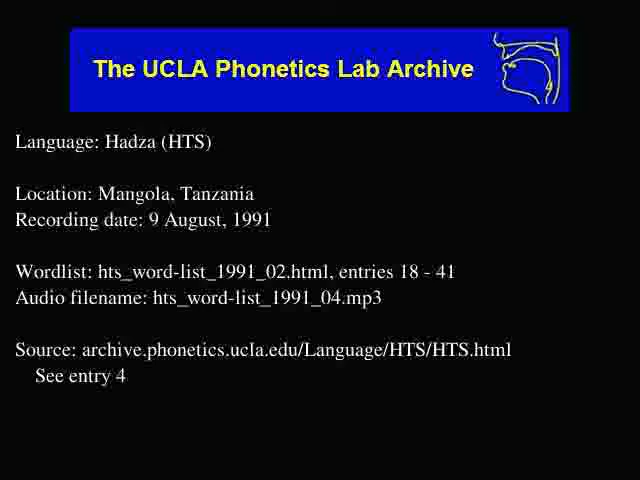 The UCLA Phonetics Lab Archive
Language: Hadza (HTS)
Location: Mangola, Tanzania
Recording date: 9 August, 1991
Wordlist: hts_word-list_1991_02.html, entries 18 - 41
Audio filename: hts_word-list_1991_04.mp3
Source: archive.phonetics.ucla.edu/Language/HTS/HTS.html
See entry 4